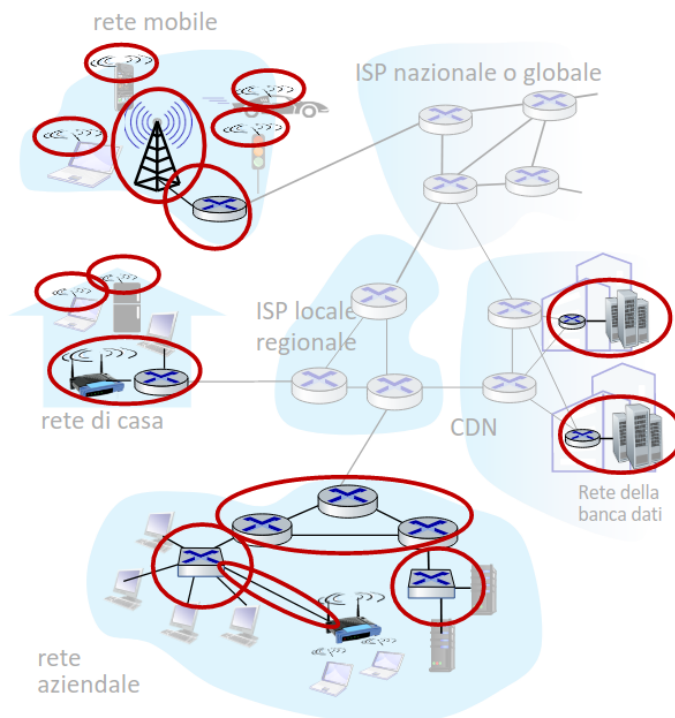 rete mobile
ISP nazionale o globale
ISP locale
regionale
rete di casa
CDN
Rete della
banca dati
rete
aziendale